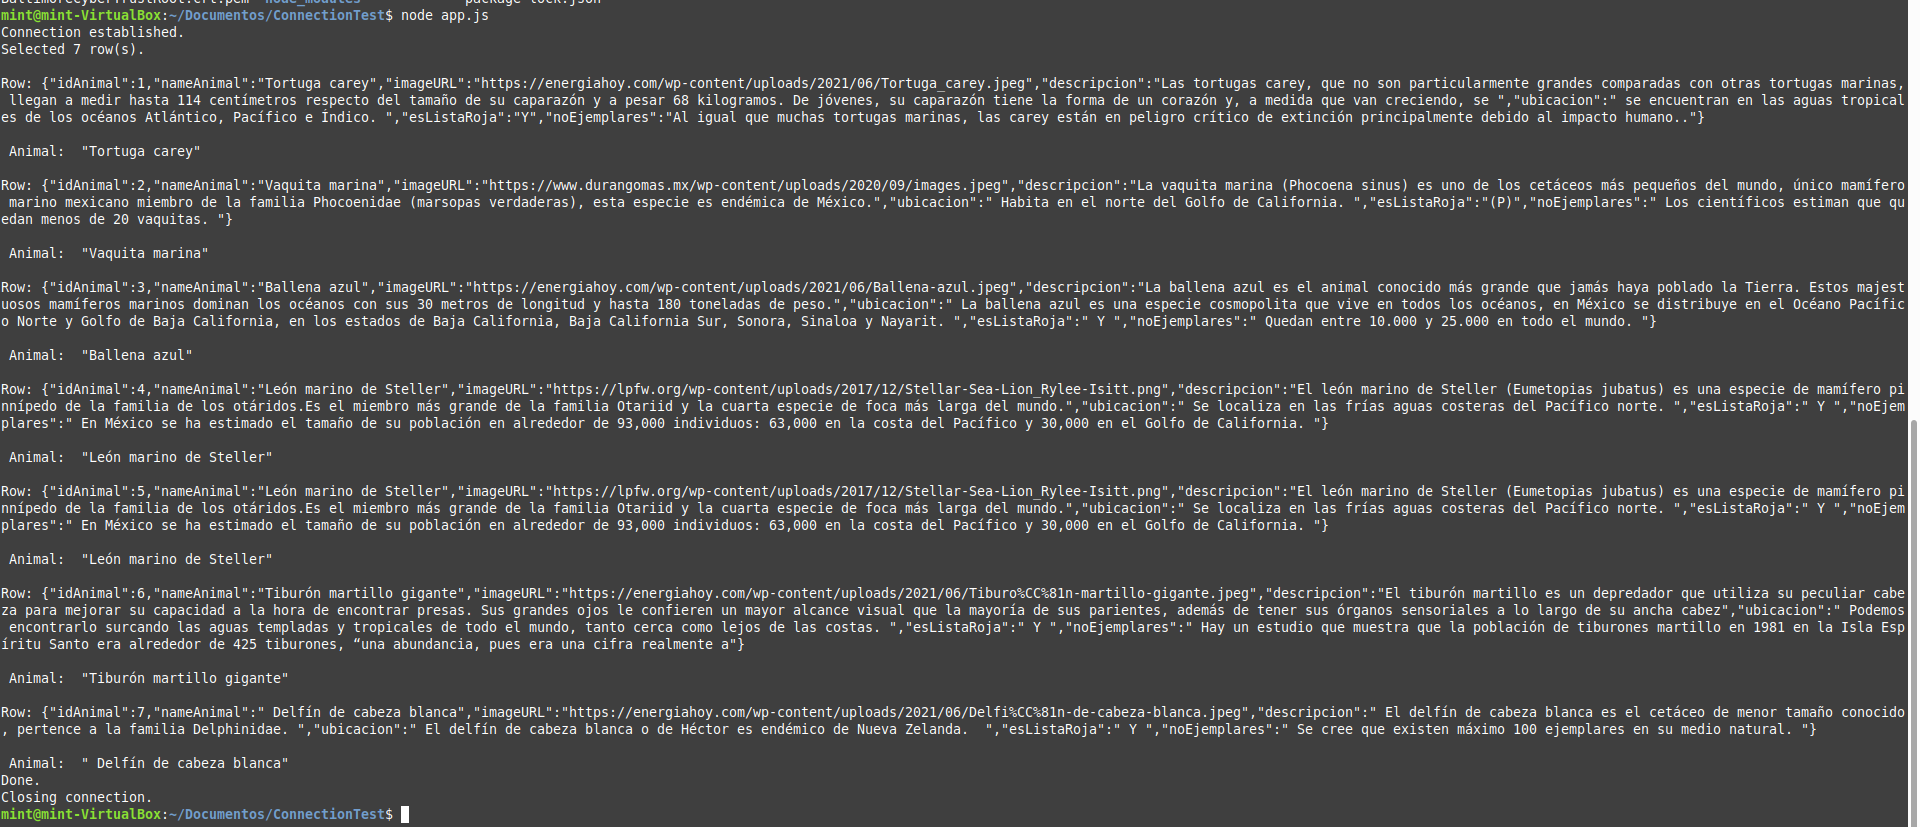 BaltimoreCyberTrustRoot.crt.pem  node_modules             package-lock.json
mint@mint-VirtualBox:~/Documentos/ConnectionTest$ node app.js
Connection established.
Selected 7 row(s).
Row: {"idAnimal":1,"nameAnimal":"Tortuga carey","imageURL":"https://energiahoy.com/wp-content/uploads/2021/06/Tortuga_carey.jpeg","descripcion":"Las tortugas carey, que no son particularmente grandes comparadas con otras tortugas marinas,
 llegan a medir hasta 114 centímetros respecto del tamaño de su caparazón y a pesar 68 kilogramos. De jóvenes, su caparazón tiene la forma de un corazón y, a medida que van creciendo, se ","ubicacion":" se encuentran en las aguas tropical
es de los océanos Atlántico, Pacífico e Índico. ","esListaRoja":"Y","noEjemplares":"Al igual que muchas tortugas marinas, las carey están en peligro crítico de extinción principalmente debido al impacto humano.."}
 Animal:  "Tortuga carey"
Row: {"idAnimal":2,"nameAnimal":"Vaquita marina","imageURL":"https://www.durangomas.mx/wp-content/uploads/2020/09/images.jpeg","descripcion":"La vaquita marina (Phocoena sinus) es uno de los cetáceos más pequeños del mundo, único mamífero
 marino mexicano miembro de la familia Phocoenidae (marsopas verdaderas), esta especie es endémica de México.","ubicacion":" Habita en el norte del Golfo de California. ","esListaRoja":"(P)","noEjemplares":" Los científicos estiman que qu
edan menos de 20 vaquitas. "}
 Animal:  "Vaquita marina"
Row: {"idAnimal":3,"nameAnimal":"Ballena azul","imageURL":"https://energiahoy.com/wp-content/uploads/2021/06/Ballena-azul.jpeg","descripcion":"La ballena azul es el animal conocido más grande que jamás haya poblado la Tierra. Estos majest
uosos mamíferos marinos dominan los océanos con sus 30 metros de longitud y hasta 180 toneladas de peso.","ubicacion":" La ballena azul es una especie cosmopolita que vive en todos los océanos, en México se distribuye en el Océano Pacífic
o Norte y Golfo de Baja California, en los estados de Baja California, Baja California Sur, Sonora, Sinaloa y Nayarit. ","esListaRoja":" Y ","noEjemplares":" Quedan entre 10.000 y 25.000 en todo el mundo. "}
 Animal:  "Ballena azul"
Row: {"idAnimal":4,"nameAnimal":"León marino de Steller","imageURL":"https://lpfw.org/wp-content/uploads/2017/12/Stellar-Sea-Lion_Rylee-Isitt.png","descripcion":"El león marino de Steller (Eumetopias jubatus) es una especie de mamífero pi
nnípedo de la familia de los otáridos.Es el miembro más grande de la familia Otariid y la cuarta especie de foca más larga del mundo.","ubicacion":" Se localiza en las frías aguas costeras del Pacífico norte. ","esListaRoja":" Y ","noEjem
plares":" En México se ha estimado el tamaño de su población en alrededor de 93,000 individuos: 63,000 en la costa del Pacífico y 30,000 en el Golfo de California. "}
 Animal:  "León marino de Steller"
Row: {"idAnimal":5,"nameAnimal":"León marino de Steller","imageURL":"https://lpfw.org/wp-content/uploads/2017/12/Stellar-Sea-Lion_Rylee-Isitt.png","descripcion":"El león marino de Steller (Eumetopias jubatus) es una especie de mamífero pi
nnípedo de la familia de los otáridos.Es el miembro más grande de la familia Otariid y la cuarta especie de foca más larga del mundo.","ubicacion":" Se localiza en las frías aguas costeras del Pacífico norte. ","esListaRoja":" Y ","noEjem
plares":" En México se ha estimado el tamaño de su población en alrededor de 93,000 individuos: 63,000 en la costa del Pacífico y 30,000 en el Golfo de California. "}
 Animal:  "León marino de Steller"
Row: {"idAnimal":6,"nameAnimal":"Tiburón martillo gigante","imageURL":"https://energiahoy.com/wp-content/uploads/2021/06/Tiburo%CC%81n-martillo-gigante.jpeg","descripcion":"El tiburón martillo es un depredador que utiliza su peculiar cabe
za para mejorar su capacidad a la hora de encontrar presas. Sus grandes ojos le confieren un mayor alcance visual que la mayoría de sus parientes, además de tener sus órganos sensoriales a lo largo de su ancha cabez","ubicacion":" Podemos
 encontrarlo surcando las aguas templadas y tropicales de todo el mundo, tanto cerca como lejos de las costas. ","esListaRoja":" Y ","noEjemplares":" Hay un estudio que muestra que la población de tiburones martillo en 1981 en la Isla Esp
íritu Santo era alrededor de 425 tiburones, “una abundancia, pues era una cifra realmente a"}
 Animal:  "Tiburón martillo gigante"
Row: {"idAnimal":7,"nameAnimal":" Delfín de cabeza blanca","imageURL":"https://energiahoy.com/wp-content/uploads/2021/06/Delfi%CC%81n-de-cabeza-blanca.jpeg","descripcion":" El delfín de cabeza blanca es el cetáceo de menor tamaño conocido
, pertence a la familia Delphinidae. ","ubicacion":" El delfín de cabeza blanca o de Héctor es endémico de Nueva Zelanda.  ","esListaRoja":" Y ","noEjemplares":" Se cree que existen máximo 100 ejemplares en su medio natural. "}
 Animal:  " Delfín de cabeza blanca"
Done.
Closing connection.
mint@mint-VirtualBox:~/Documentos/ConnectionTest$